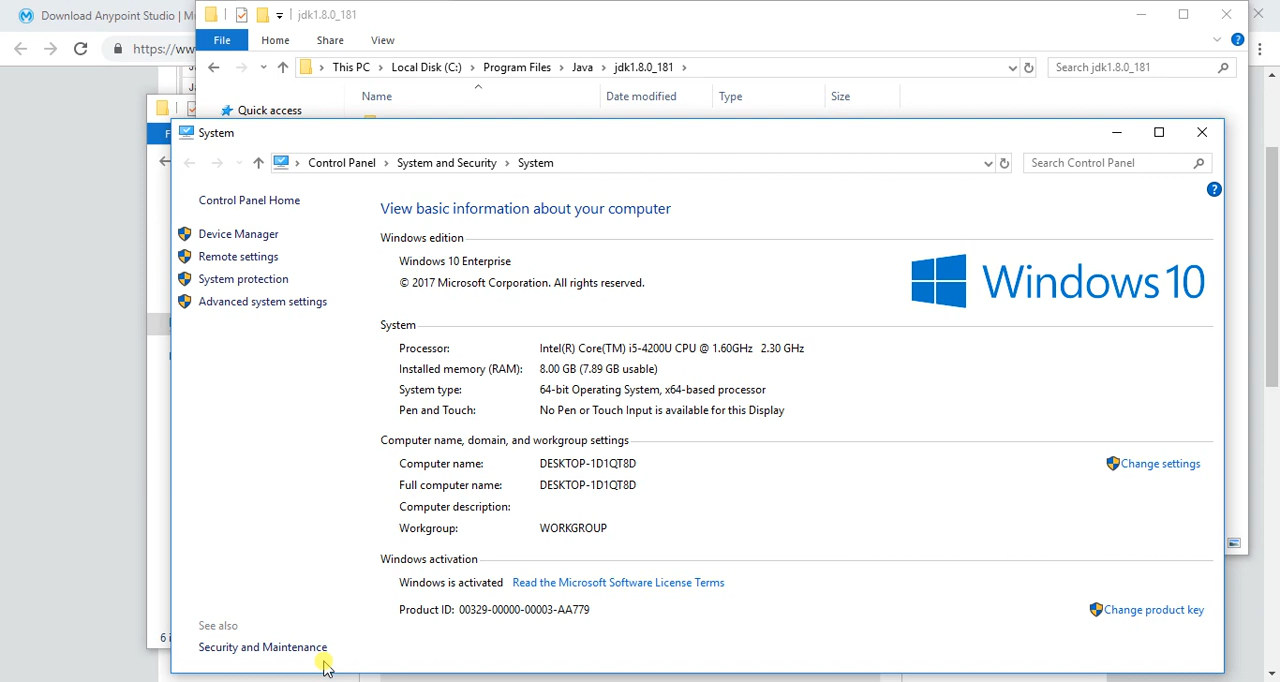 Download Anypoint Studio | M
jdk1.8.0_181
File Home Share View
https://ww
This PC > Local Disk (C:) > Program Files > Java > jdk1.8.0_181 >
Search jdk1.8.0_181
Name Date modified Type Size
Quick access
System
Control Panel > System and Security > System
Search Control Panel
Control Panel Home
Device Manager
Remote settings
System protection
Advanced system settings
View basic information about your computer
Windows edition
Windows 10 Enterprise
© 2017 Microsoft Corporation. All rights reserved.
Windows 10
System
Processor: Intel(R) Core(TM) i5-4200U CPU @ 1.60GHz 2.30 GHz
Installed memory (RAM): 8.00 GB (7.89 GB usable)
System type: 64-bit Operating System, x64-based processor
Pen and Touch: No Pen or Touch Input is available for this Display
Computer name, domain, and workgroup settings
Computer name: DESKTOP-1D1QT8D
Change settings
Full computer name: DESKTOP-1D1QT8D
Computer description:
Workgroup: WORKGROUP
Windows activation
Windows is activated Read the Microsoft Software License Terms
Product ID: 00329-00000-00003-AA779
Change product key
See also
Security and Maintenance
6 i